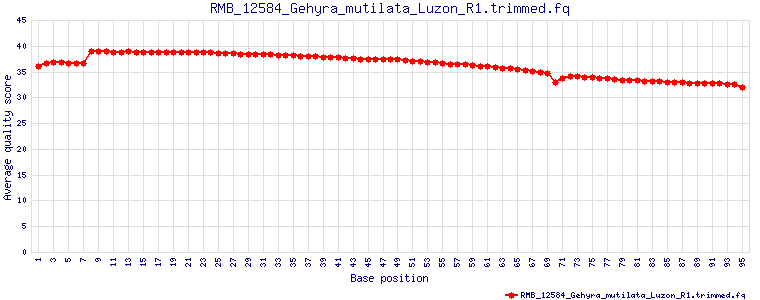 RMB_12584_Gehyra_mutilata_Luzon_R1.trimmed.fq
45
40
35
30
25
20
15
10
5
0
Average quality score
1 3 5 7 9 11 13 15 17 19 21 23 25 27 29 31 33 35 37 39 41 43 45 47 49 51 53 55 57 59 61 63 65 67 69 71 73 75 77 79 81 83 85 87 89 91 93 95
Base position
RMB_12584_Gehyra_mutilata_Luzon_R1.trimmed.fq